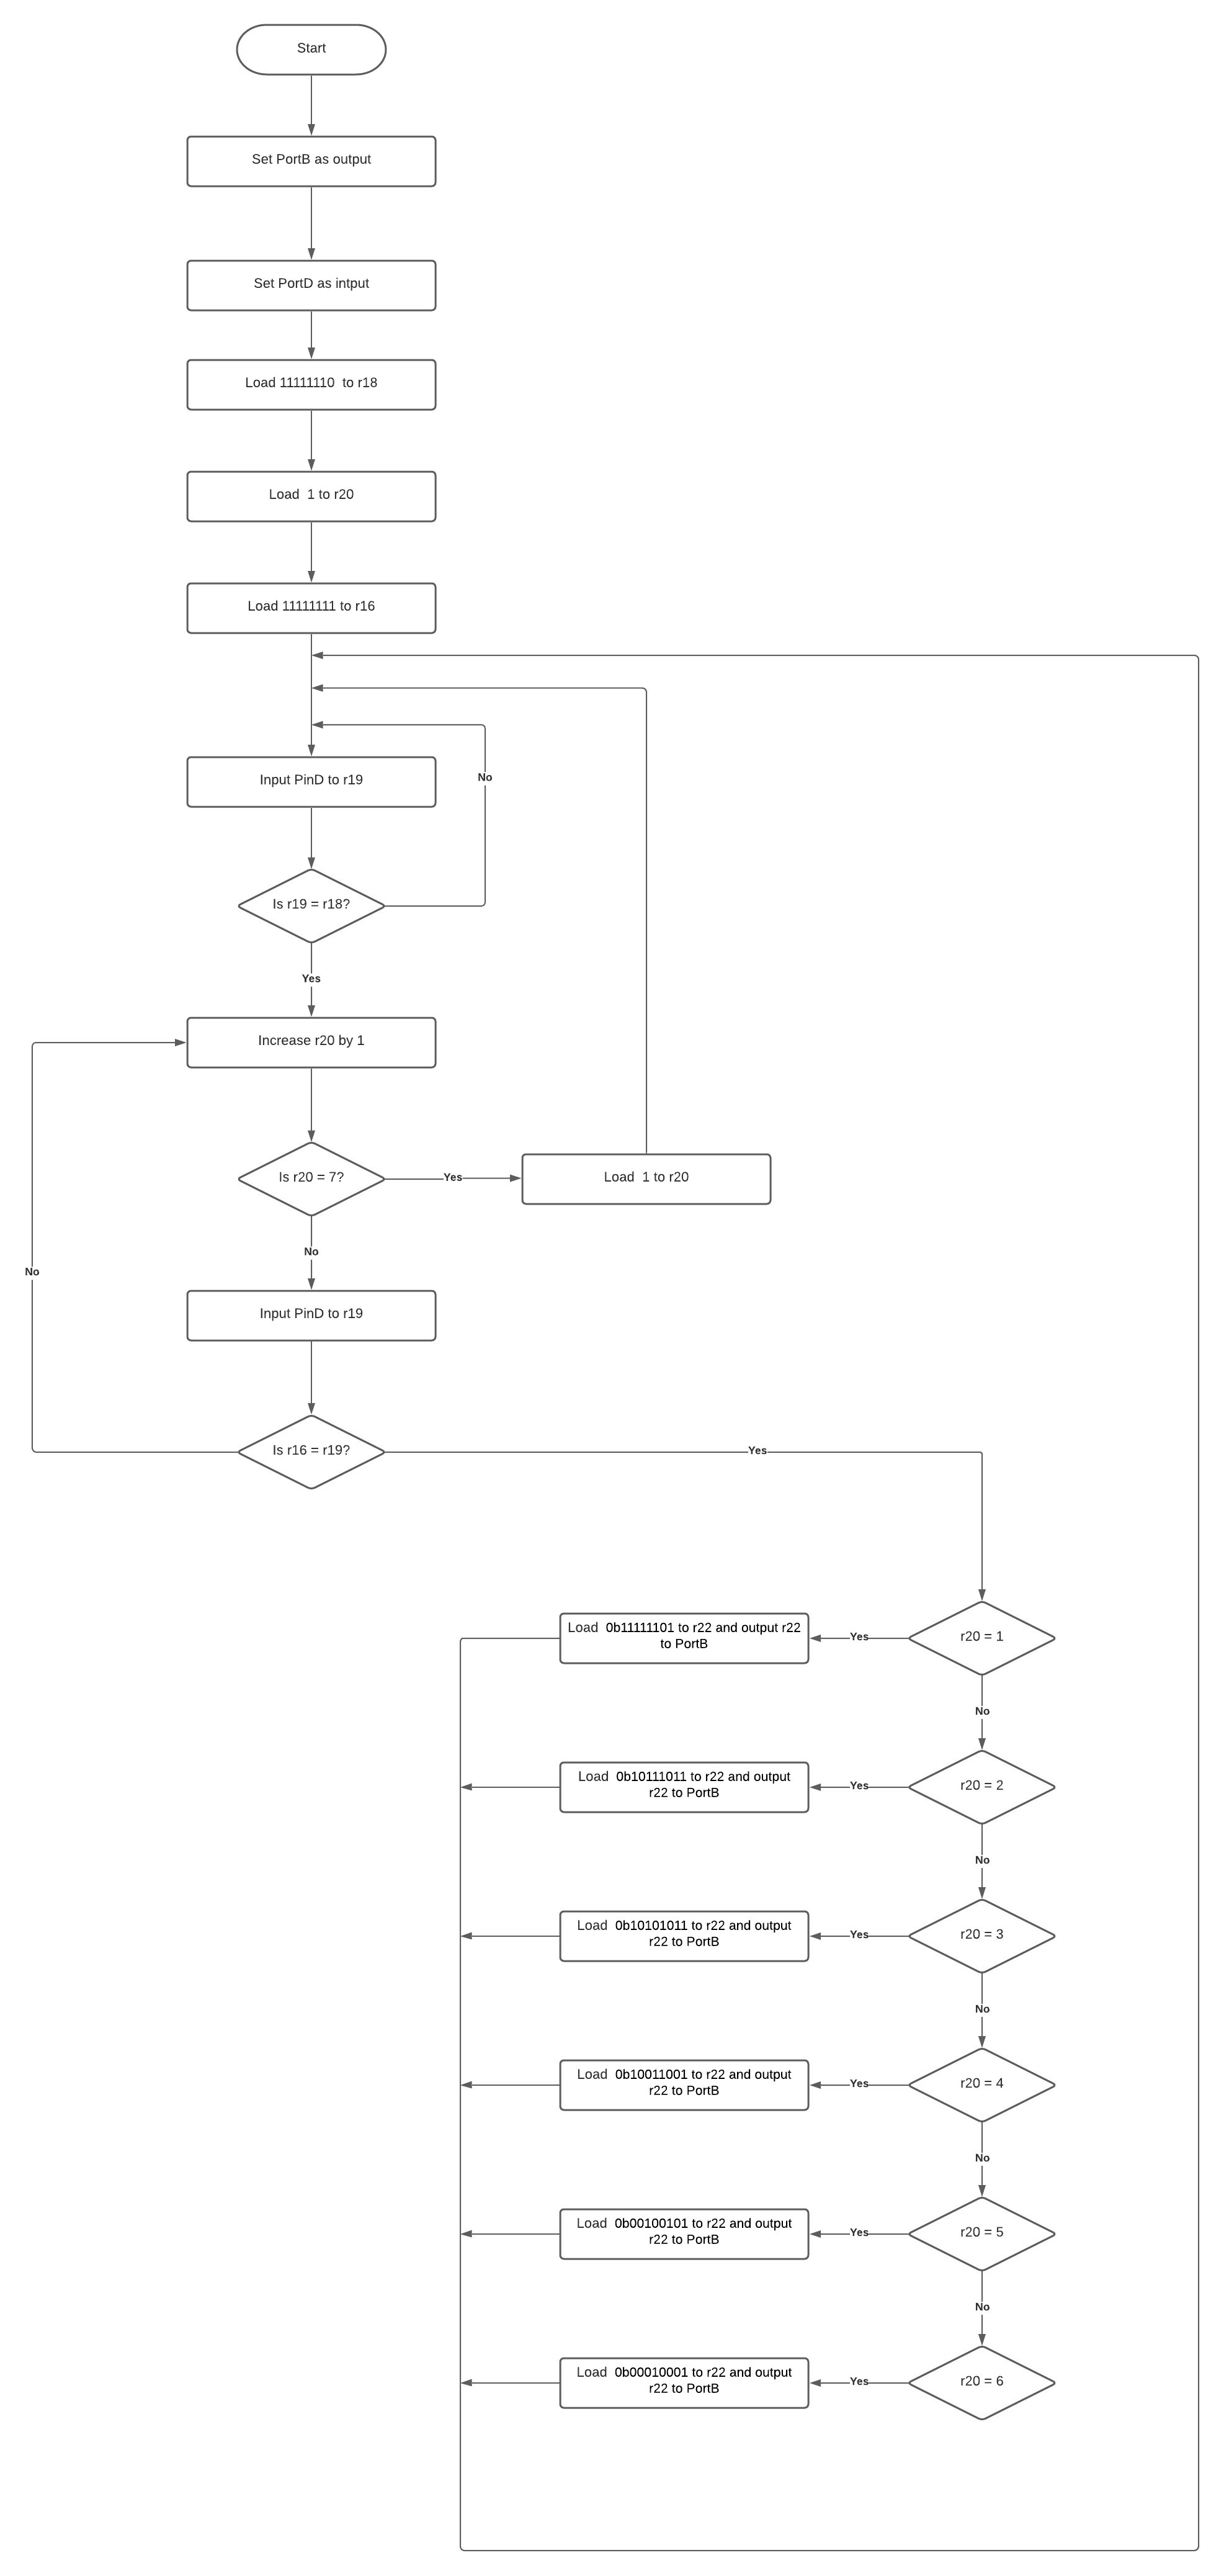 Start
Set PortB as output
Set PortD as intput
Load 11111110  to r18
Load  1 to r20
Load 11111111 to r16
Input PinD to r19
No
Is r19 = r18?
Yes
Increase r20 by 1
Is r20 = 7?
Yes
Load  1 to r20
No
No
Input PinD to r19
Is r16 = r19?
Yes
Load  0b11111101 to r22 and output r22
to PortB
Yes
r20 = 1
No
Load  0b10111011 to r22 and output
r22 to PortB
Yes
r20 = 2
No
Load  0b10101011 to r22 and output
r22 to PortB
Yes
r20 = 3
No
Load  0b10011001 to r22 and output
r22 to PortB
Yes
r20 = 4
No
Load  0b00100101 to r22 and output
r22 to PortB
Yes
r20 = 5
No
Load  0b00010001 to r22 and output
r22 to PortB
Yes
r20 = 6